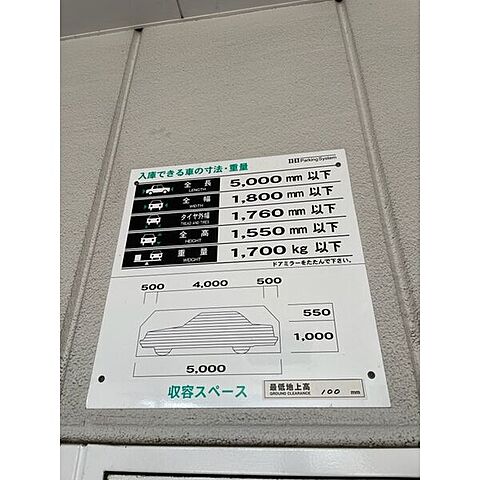 IHI Parking System
入庫できる車の寸法・重量
全長 LENGTH 5,000 mm 以下
全幅 WIDTH 1,800 mm 以下
タイヤ外幅 TREAD AND TIRES 1,760 mm 以下
全高 HEIGHT 1,550 mm 以下
重量 WEIGHT 1,700 kg 以下
ドアミラーをたたんで下さい。
500 4,000 500
550
1,000
5,000
収容スペース
最低地上高 GROUND CLEARANCE 100 mm